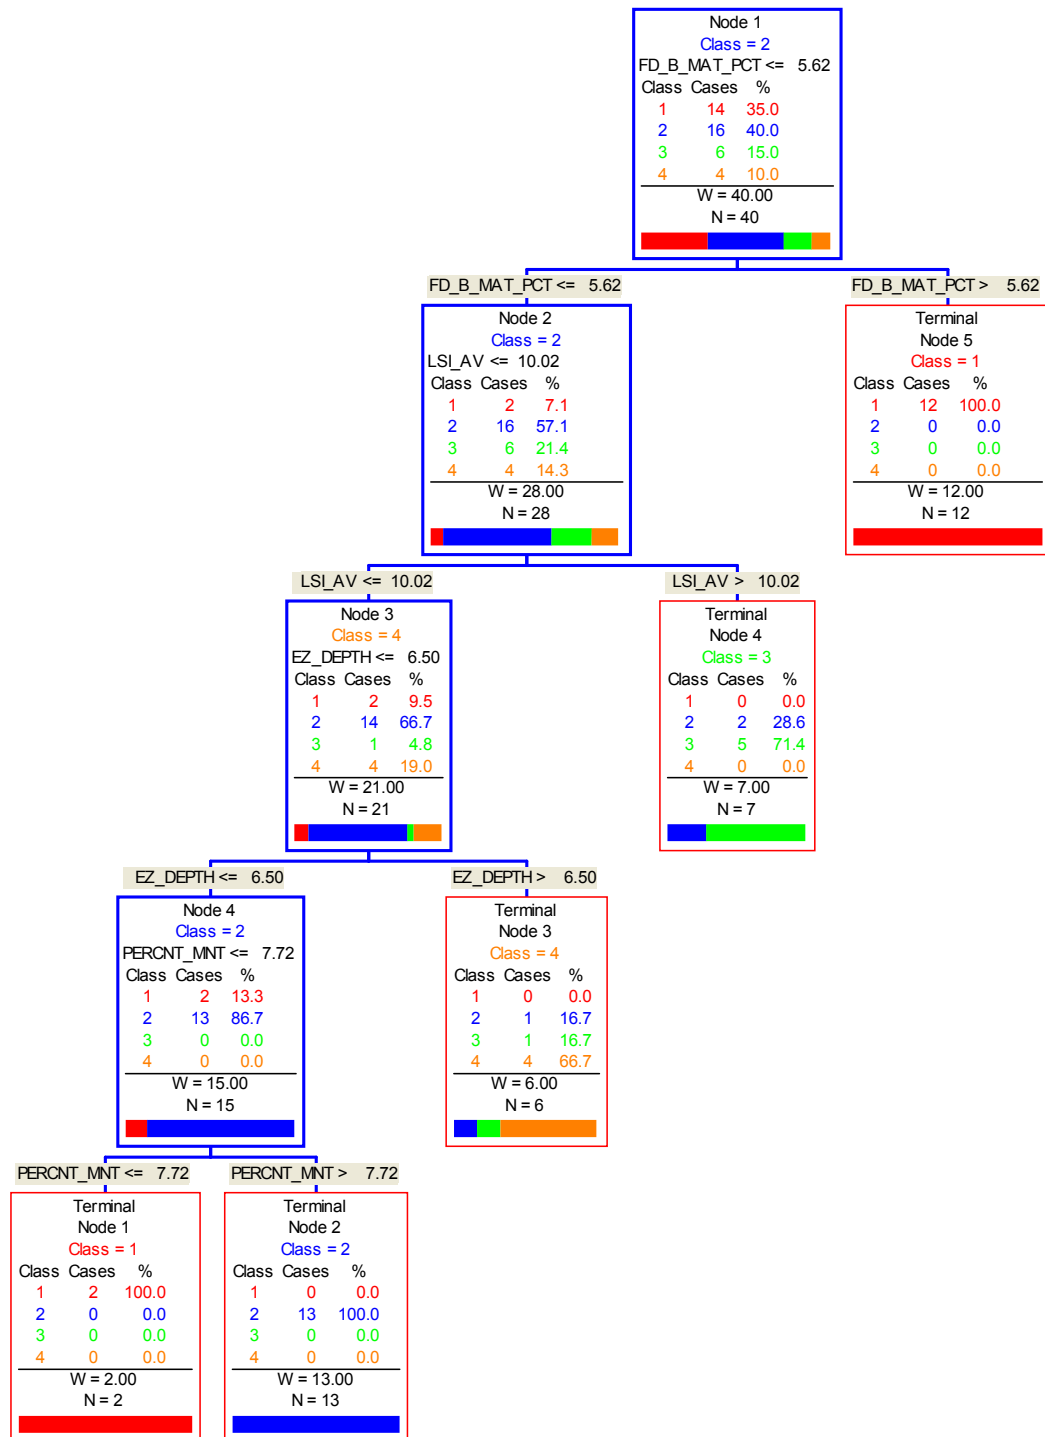 Node 1
Class = 2
FD_B_MAT_PCT <= 5.62
Class Cases %
1 14 35.0
2 16 40.0
3 6 15.0
4 4 10.0
W = 40.00
N = 40
FD_B_MAT_PCT <= 5.62
FD_B_MAT_PCT > 5.62
Node 2
Class = 2
LSI_AV <= 10.02
Class Cases %
1 2 7.1
2 16 57.1
3 6 21.4
4 4 14.3
W = 28.00
N = 28
Terminal
Node 5
Class = 1
Class Cases %
1 12 100.0
2 0 0.0
3 0 0.0
4 0 0.0
W = 12.00
N = 12
LSI_AV <= 10.02
LSI_AV > 10.02
Node 3
Class = 4
EZ_DEPTH <= 6.50
Class Cases %
1 2 9.5
2 14 66.7
3 1 4.8
4 4 19.0
W = 21.00
N = 21
Terminal
Node 4
Class = 3
Class Cases %
1 0 0.0
2 2 28.6
3 5 71.4
4 0 0.0
W = 7.00
N = 7
EZ_DEPTH <= 6.50
EZ_DEPTH > 6.50
Node 4
Class = 2
PERCNT_MNT <= 7.72
Class Cases %
1 2 13.3
2 13 86.7
3 0 0.0
4 0 0.0
W = 15.00
N = 15
Terminal
Node 3
Class = 4
Class Cases %
1 0 0.0
2 1 16.7
3 1 16.7
4 4 66.7
W = 6.00
N = 6
PERCNT_MNT <= 7.72
PERCNT_MNT > 7.72
Terminal
Node 1
Class = 1
Class Cases %
1 2 100.0
2 0 0.0
3 0 0.0
4 0 0.0
W = 2.00
N = 2
Terminal
Node 2
Class = 2
Class Cases %
1 0 0.0
2 13 100.0
3 0 0.0
4 0 0.0
W = 13.00
N = 13